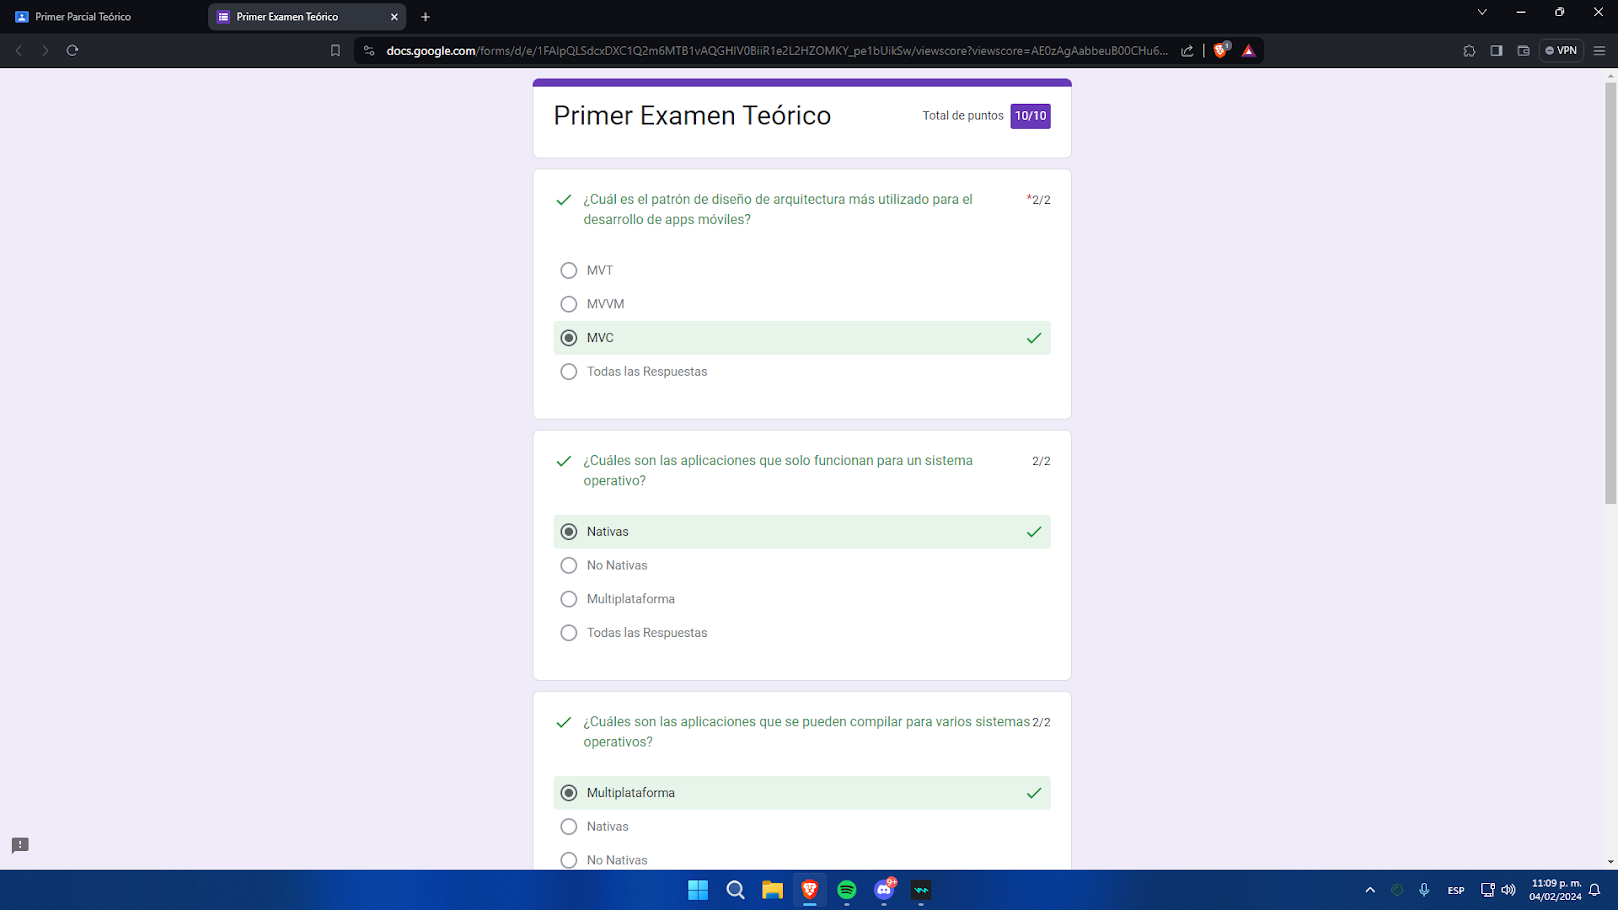 Primer Parcial Teórico
Primer Examen Teórico
docs.google.com/forms/d/e/1FAIpQLSdcxDXC1Q2m6MTB1vAQGHIV0BiiR1e2L2HZOMKY_pe1bUikSw/viewscore?viewscore=AE0zAgAabbeuB00CHu6...
1
VPN
Primer Examen Teórico
Total de puntos 10/10
¿Cuál es el patrón de diseño de arquitectura más utilizado para el
*2/2
desarrollo de apps móviles?
MVT
MVVM
MVC
Todas las Respuestas
¿Cuáles son las aplicaciones que solo funcionan para un sistema
2/2
operativo?
Nativas
No Nativas
Multiplataforma
Todas las Respuestas
¿Cuáles son las aplicaciones que se pueden compilar para varios sistemas
2/2
operativos?
Multiplataforma
Nativas
No Nativas
9+
ESP
11:09 p. m.
04/02/2024